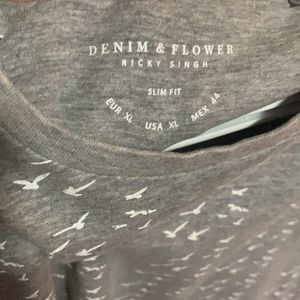 DENIM & FLOWER
RICKY SINGH
SLIM FIT
EUR XL USA XL MEX 44